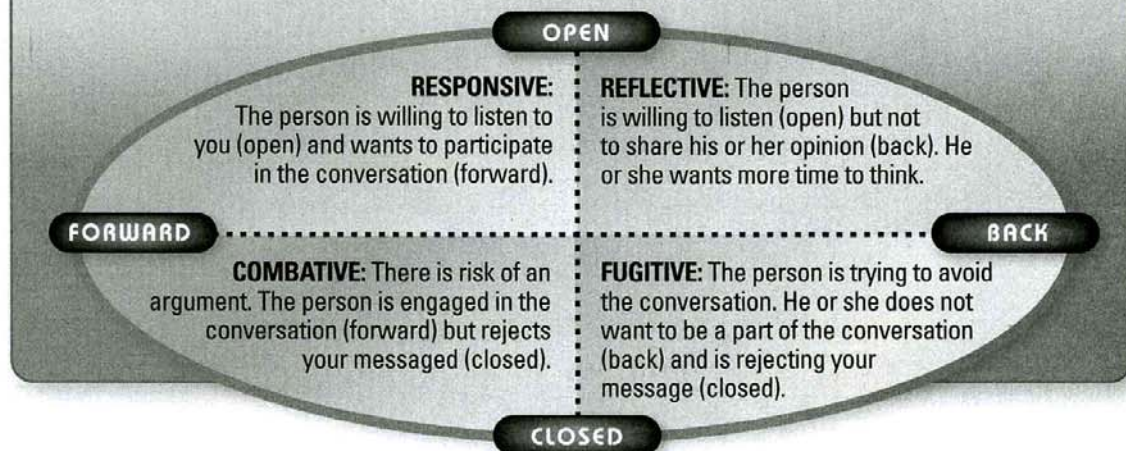 OPEN
RESPONSIVE:
The person is willing to listen to
you (open) and wants to participate
in the conversation (forward).
REFLECTIVE: The person
is willing to listen (open) but not
to share his or her opinion (back). He
or she wants more time to think.
FORWARD
BACK
COMBATIVE: There is risk of an
argument. The person is engaged in the
conversation (forward) but rejects
your messaged (closed).
FUGITIVE: The person is trying to avoid
the conversation. He or she does not
want to be a part of the conversation
(back) and is rejecting your
message (closed).
CLOSED